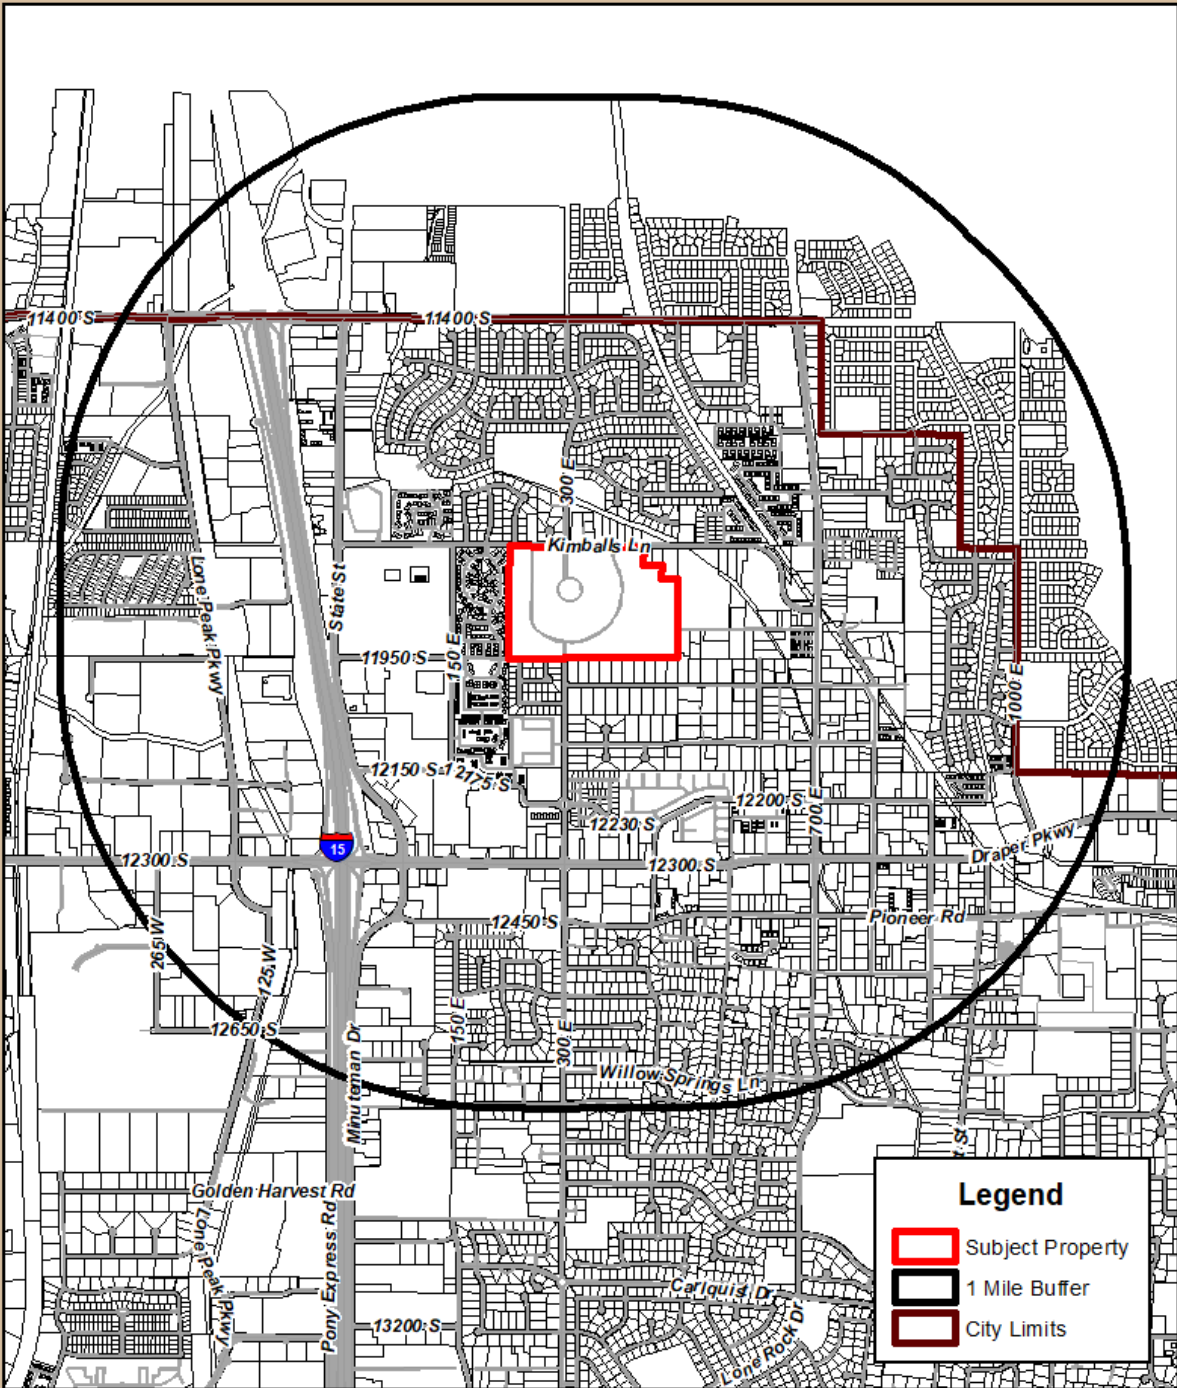 11400 S
11400 S
300 E
Kimballs Ln
Lone Peak Pkwy
State St
150 E
11950 S
1000 E
12150 S
12175 S
12200 S
700 E
12230 S
15
12300 S
12300 S
Draper Pkwy
265 W
125 W
12450 S
Pioneer Rd
12650 S
150 E
300 E
Minuteman Dr
Willow Springs Ln
t St
Golden Harvest Rd
Lone Peak Pkwy
Pony Express Rd
13200 S
Carlquist Dr
Lone Rock Dr
Legend
Subject Property
1 Mile Buffer
City Limits